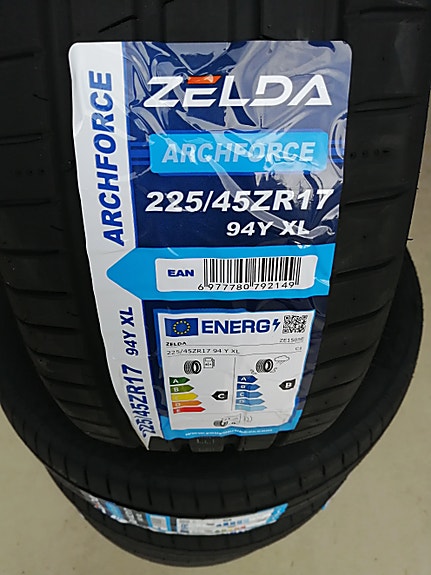 ZELDA
ARCHFORCE
225/45ZR17
94Y XL
ARCHFORCE
225/45ZR17 94Y XL
EAN
6 977780 792149
ENERG
ZELDA
225/45ZR17 94 Y XL
C1
A
B
C
D
E
C
A
B
C
D
E
B